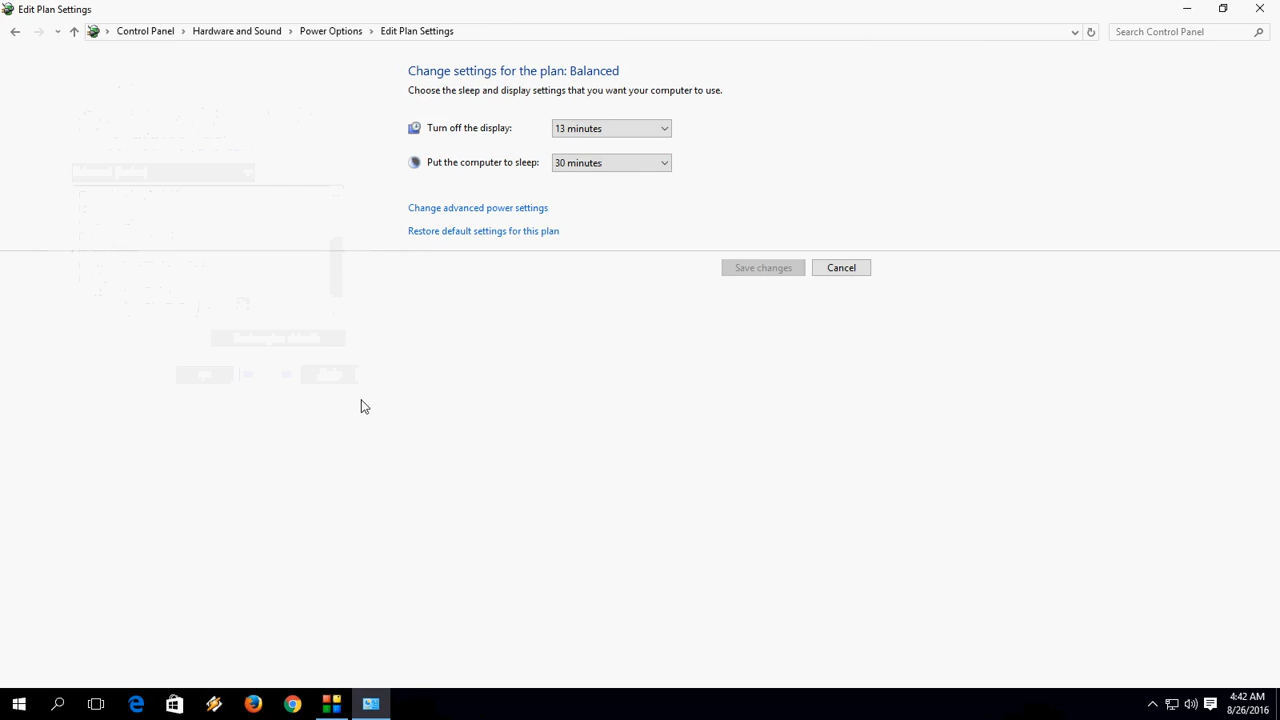 Edit Plan Settings
Control Panel > Hardware and Sound > Power Options > Edit Plan Settings
Search Control Panel
Change settings for the plan: Balanced
Choose the sleep and display settings that you want your computer to use.
Turn off the display: 13 minutes
Put the computer to sleep: 30 minutes
Change advanced power settings
Restore default settings for this plan
Save changes Cancel
4:42 AM
8/26/2016